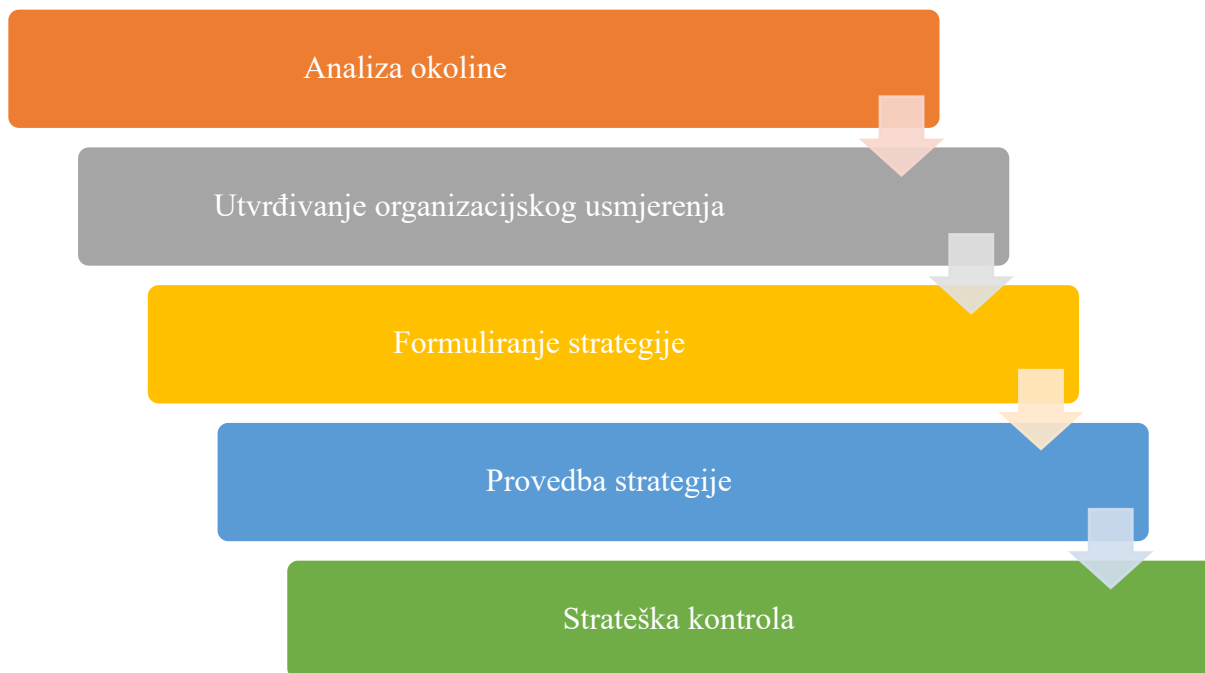 Analiza okoline
Utvrđivanje organizacijskog usmjerenja
Formuliranje strategije
Provedba strategije
Strateška kontrola